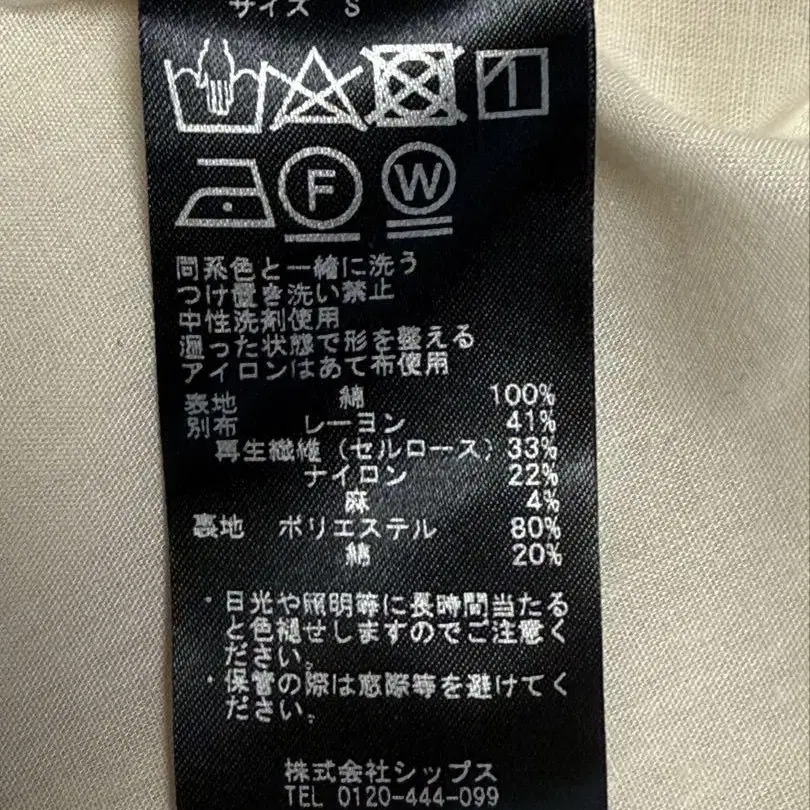 サイズ S
F W
同系色と一緒に洗う
つけ置き洗い禁止
中性洗剤使用
湿った状態で形を整える
アイロンはあて布使用
表地 綿 100%
別布 レーヨン 41%
再生繊維(セルロース)33%
ナイロン 22%
麻 4%
裏地 ポリエステル 80%
綿 20%
・日光や照明等に長時間当たる
と色褪せしますのでご注意く
ださい。
・保管の際は窓際等を避けてく
ださい。
株式会社シップス
TEL 0120-444-099